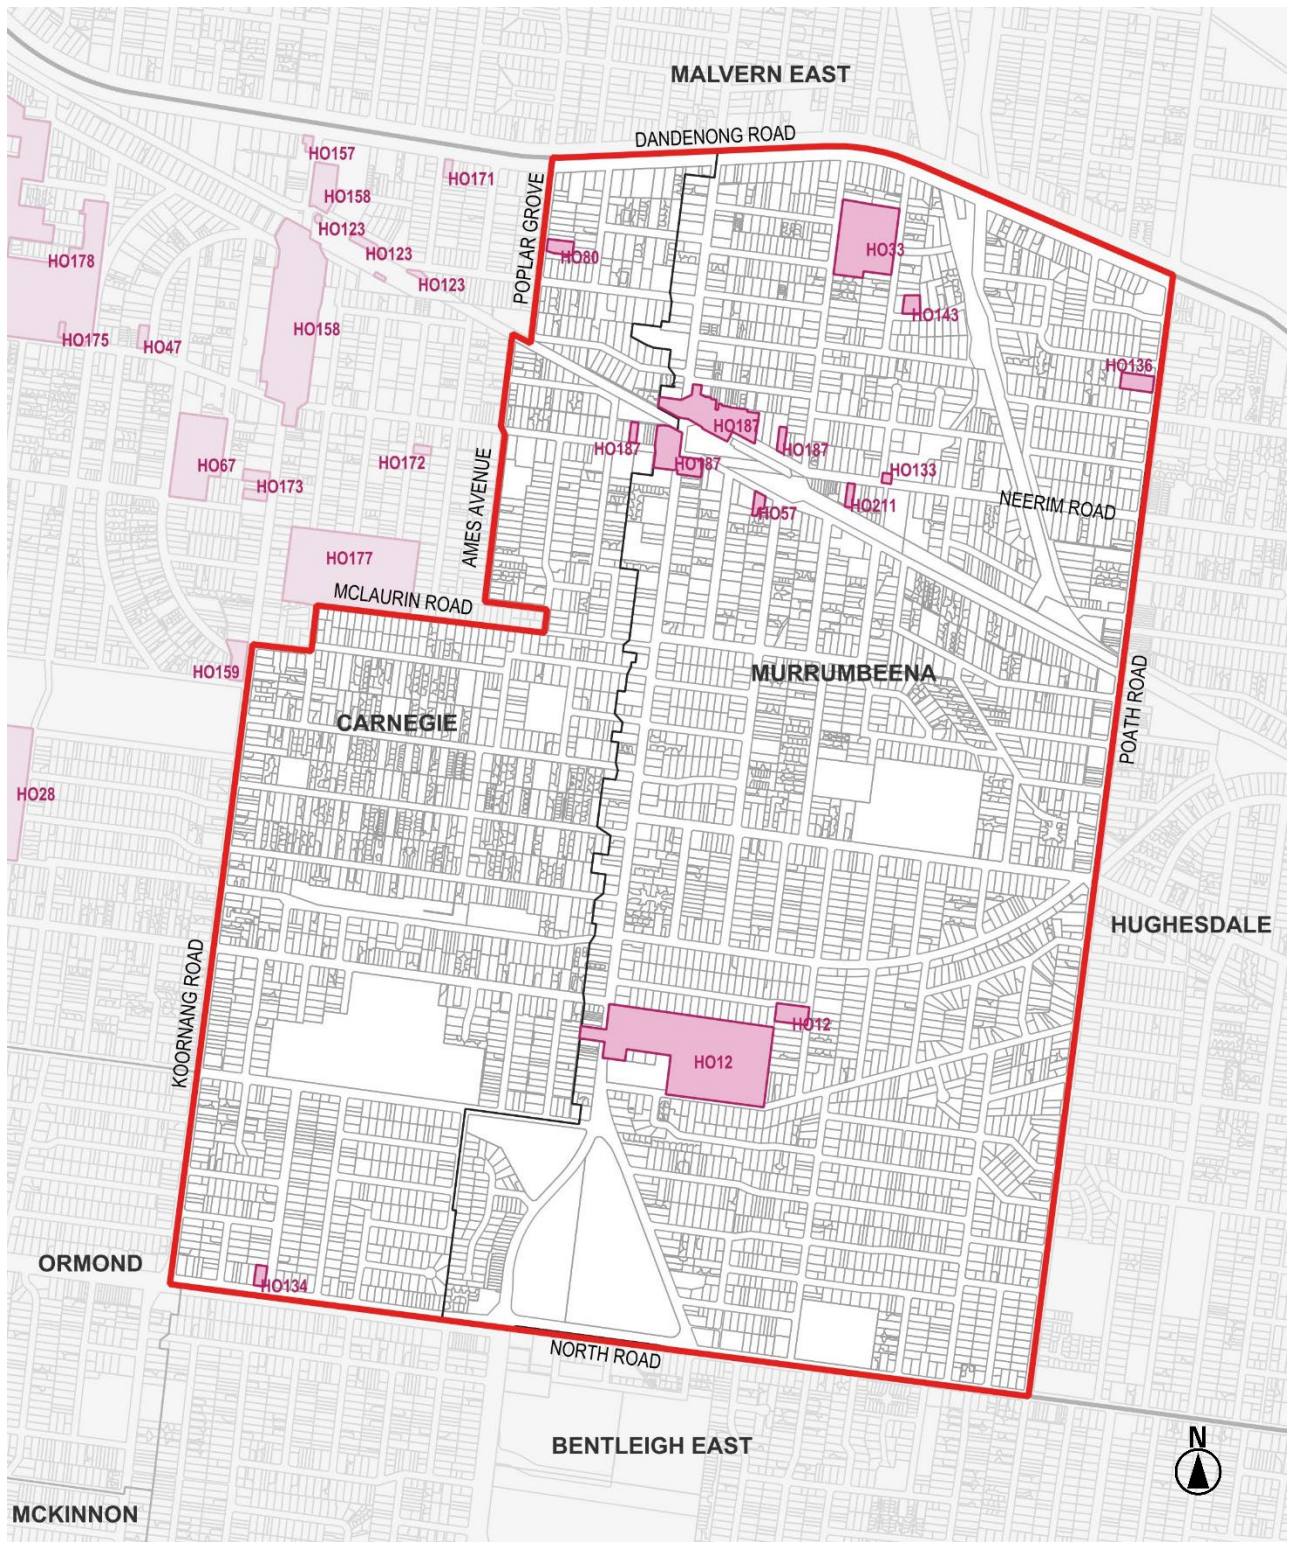 MALVERN EAST
DANDENONG ROAD
HO157
HO171
HO158
POPLAR GROVE
HO123
HO123
HO33
HO178
HO80
HO123
HO143
HO175
HO47
HO158
HO136
HO187
HO187
HO187
HO187
HO67
HO172
HO133
HO173
AMES AVENUE
NEERIM ROAD
HO211
HO57
HO177
MCLAURIN ROAD
HO159
MURRUMBEENA
POATH ROAD
CARNEGIE
HO28
HUGHESDALE
KOORNANG ROAD
HO12
HO12
ORMOND
HO134
NORTH ROAD
BENTLEIGH EAST
N
MCKINNON